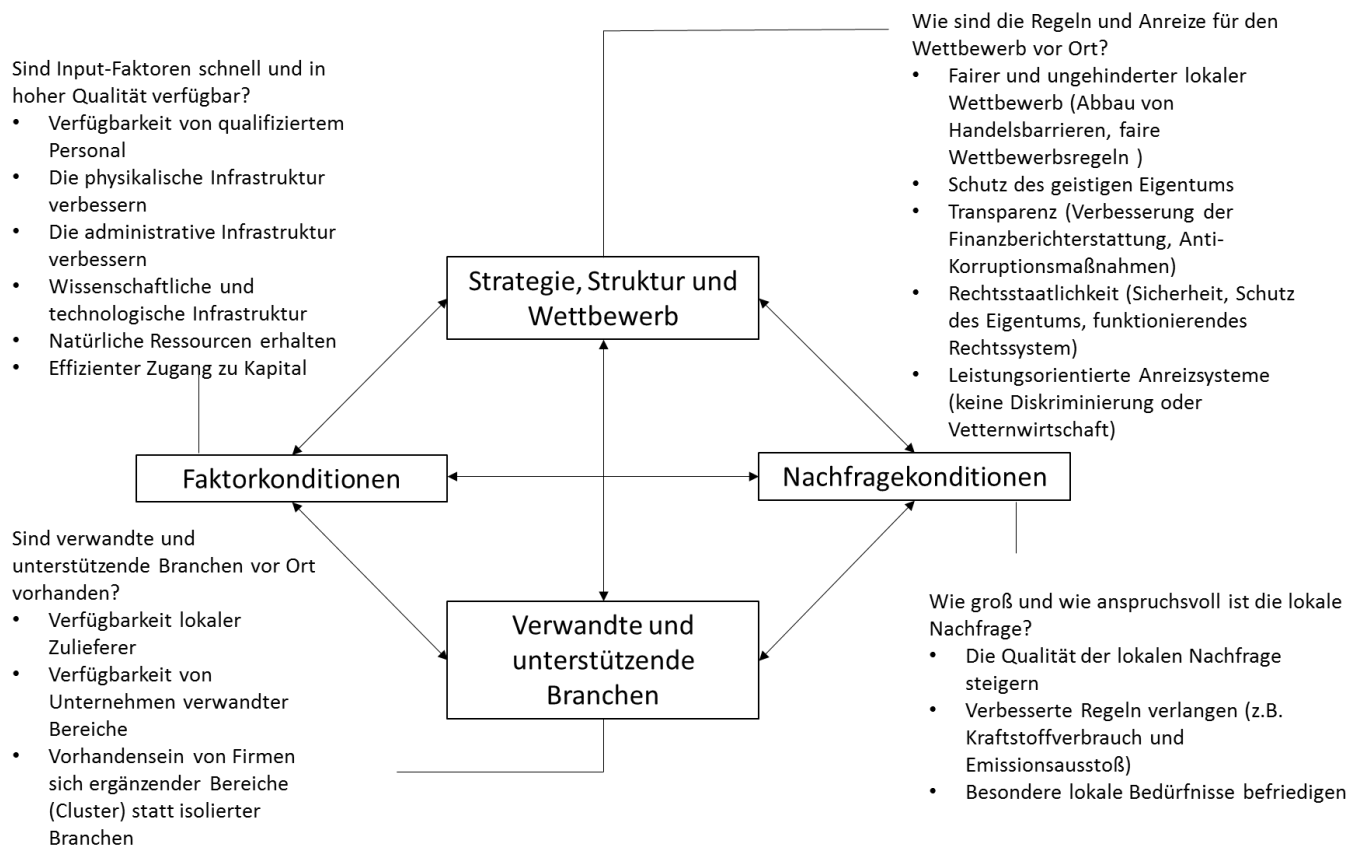 Sind Input-Faktoren schnell und in
hoher Qualität verfügbar?
• Verfügbarkeit von qualifiziertem
Personal
• Die physikalische Infrastruktur
verbessern
• Die administrative Infrastruktur
verbessern
• Wissenschaftliche und
technologische Infrastruktur
• Natürliche Ressourcen erhalten
• Effizienter Zugang zu Kapital
Wie sind die Regeln und Anreize für den
Wettbewerb vor Ort?
• Fairer und ungehinderter lokaler
Wettbewerb (Abbau von
Handelsbarrieren, faire
Wettbewerbsregeln )
• Schutz des geistigen Eigentums
• Transparenz (Verbesserung der
Finanzberichterstattung, Anti-
Korruptionsmaßnahmen)
• Rechtsstaatlichkeit (Sicherheit, Schutz
des Eigentums, funktionierendes
Rechtssystem)
• Leistungsorientierte Anreizsysteme
(keine Diskriminierung oder
Vetternwirtschaft)
Strategie, Struktur und
Wettbewerb
Faktorkonditionen
Nachfragekonditionen
Verwandte und
unterstützende
Branchen
Sind verwandte und
unterstützende Branchen vor Ort
vorhanden?
• Verfügbarkeit lokaler
Zulieferer
• Verfügbarkeit von
Unternehmen verwandter
Bereiche
• Vorhandensein von Firmen
sich ergänzender Bereiche
(Cluster) statt isolierter
Branchen
Wie groß und wie anspruchsvoll ist die lokale
Nachfrage?
• Die Qualität der lokalen Nachfrage
steigern
• Verbesserte Regeln verlangen (z.B.
Kraftstoffverbrauch und
Emissionsausstoß)
• Besondere lokale Bedürfnisse befriedigen